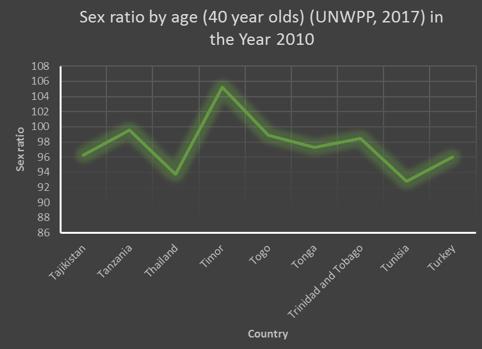 Sex ratio by age (40 year olds) (UNWPP, 2017) in
the Year 2010
108
106
104
102
100
98
96
94
92
90
88
86
Sex ratio
Tajikistan
Tanzania
Thailand
Timor
Togo
Tonga
Trinidad and Tobago
Tunisia
Turkey
Country